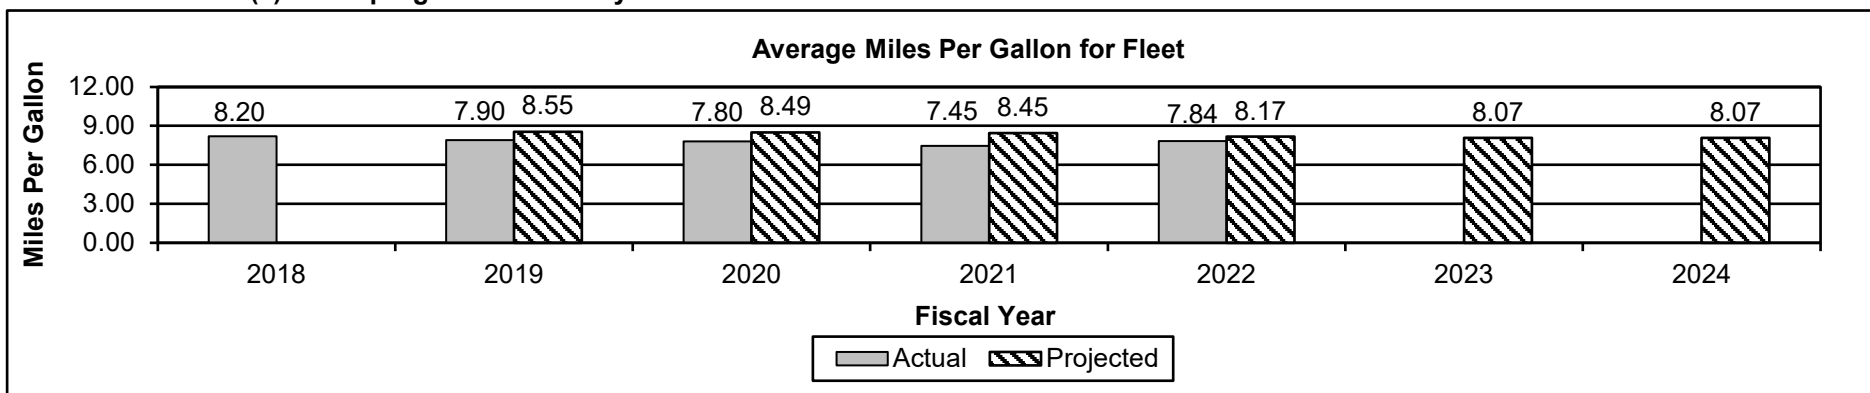 Average Miles Per Gallon for Fleet
Miles Per Gallon
12.00
9.00
6.00
3.00
0.00
8.20
7.90 8.55
7.80 8.49
7.45 8.45
7.84 8.17
8.07
8.07
2018 2019 2020 2021 2022 2023 2024
Fiscal Year
Actual Projected